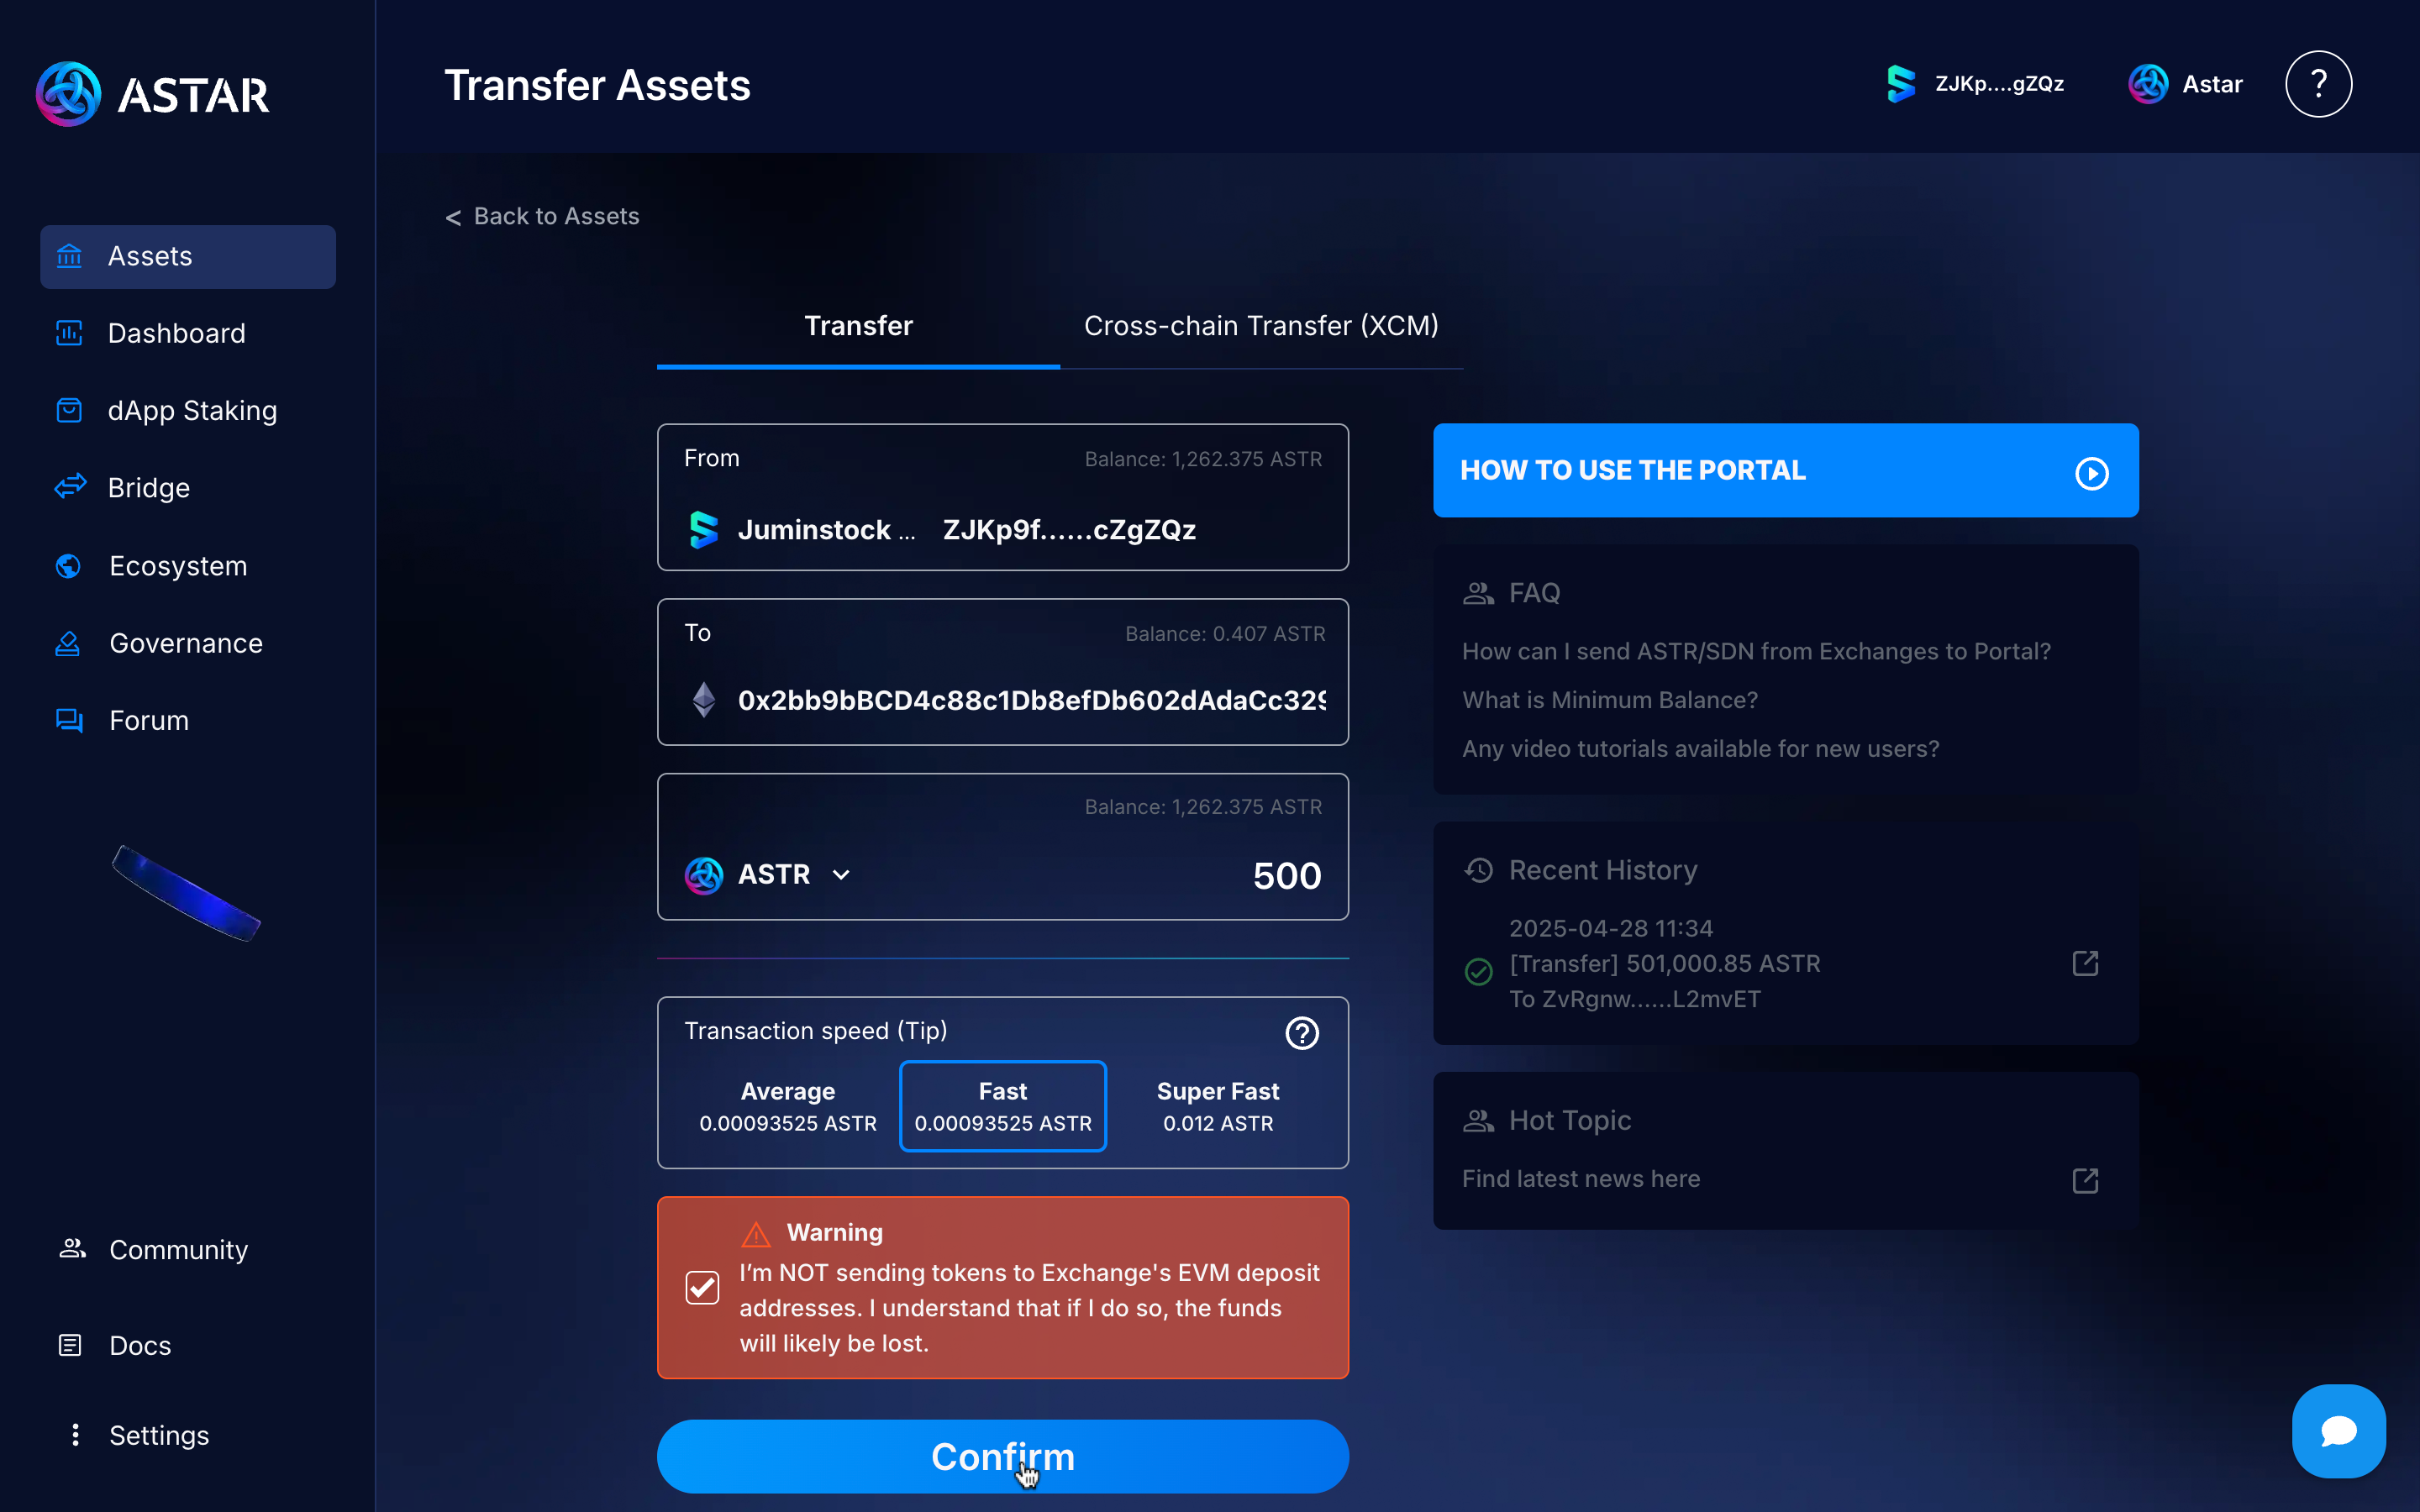 ASTAR
Transfer Assets
ZJKp....gZQz
Astar
?
Assets
Dashboard
dApp Staking
Bridge
Ecosystem
Governance
Forum
Community
Docs
Settings
< Back to Assets
Transfer
Cross-chain Transfer (XCM)
From
Balance: 1,262.375 ASTR
Juminstock ...
ZJKp9f......cZgZQz
To
Balance: 0.407 ASTR
0x2bb9bBCD4c88c1Db8efDb602dAdaCc329
Balance: 1,262.375 ASTR
ASTR
500
Transaction speed (Tip)
?
Average
0.00093525 ASTR
Fast
0.00093525 ASTR
Super Fast
0.012 ASTR
Warning
I'm NOT sending tokens to Exchange's EVM deposit
addresses. I understand that if I do so, the funds
will likely be lost.
Confirm
HOW TO USE THE PORTAL
FAQ
How can I send ASTR/SDN from Exchanges to Portal?
What is Minimum Balance?
Any video tutorials available for new users?
Recent History
2025-04-28 11:34
[Transfer] 501,000.85 ASTR
To ZvRgnw......L2mvET
Hot Topic
Find latest news here